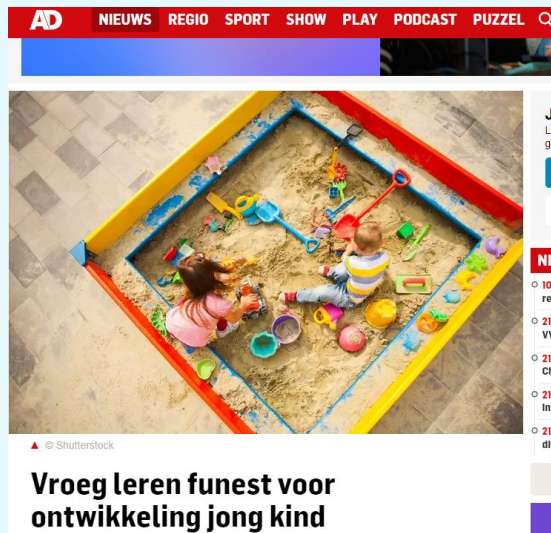 AD NIEUWS REGIO SPORT SHOW PLAY PODCAST PUZZEL
▲ © Shutterstock
Vroeg leren funest voor
ontwikkeling jong kind